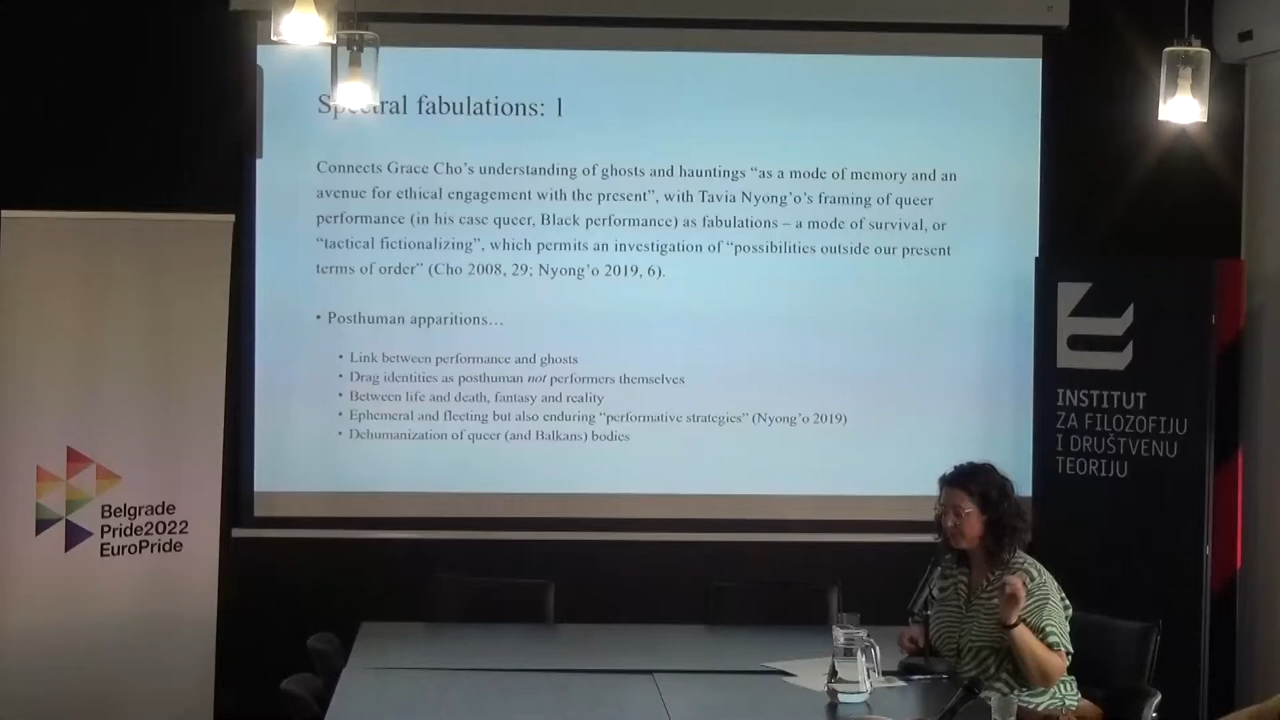 Spectral fabulations: 1
Connects Grace Cho's understanding of ghosts and hauntings “as a mode of memory and an
avenue for ethical engagement with the present”, with Tavia Nyong'o's framing of queer
performance (in his case queer, Black performance) as fabulations – a mode of survival, or
“tactical fictionalizing”, which permits an investigation of “possibilities outside our present
terms of order” (Cho 2008, 29; Nyong'o 2019, 6).
• Posthuman apparitions…
• Link between performance and ghosts
• Drag identities as posthuman not performers themselves
• Between life and death, fantasy and reality
• Ephemeral and fleeting but also enduring “performative strategies” (Nyong'o 2019)
• Dehumanization of queer (and Balkans) bodies
Belgrade
Pride2022
EuroPride
INSTITUT
ZA FILOZOFIJU
I DRUŠTVENU
TEORIJU